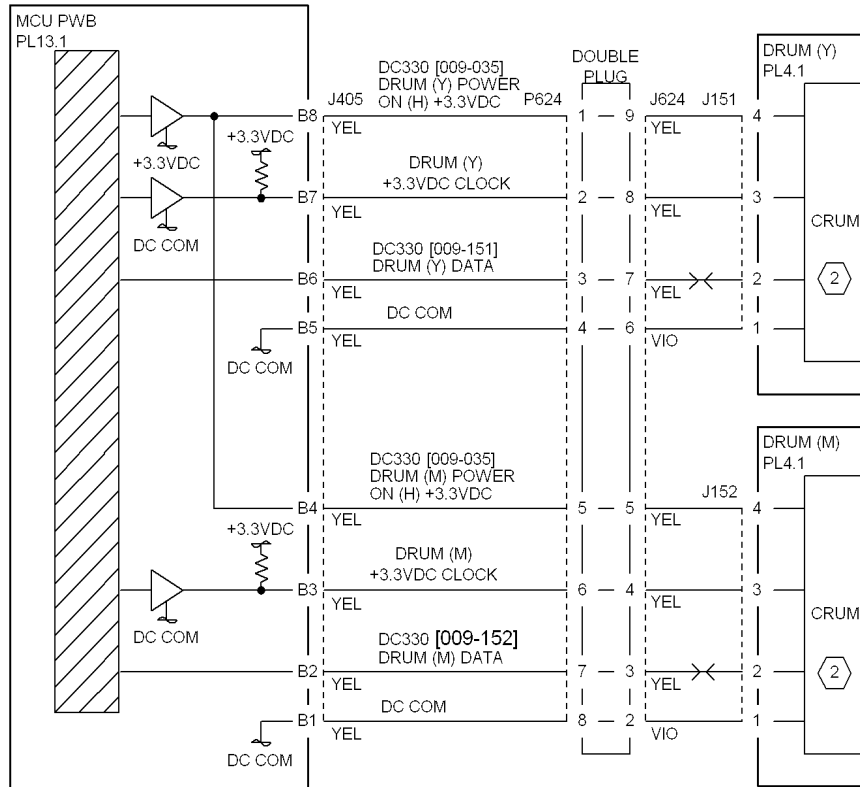 MCU PWB
PL13.1
DOUBLE
PLUG
DRUM (Y)
PL4.1
DC330 [009-035]
DRUM (Y) POWER
ON (H) +3.3VDC
J405
P624
J624
J151
B8
YEL
1
9
YEL
4
+3.3VDC
+3.3VDC
DRUM (Y)
+3.3VDC CLOCK
B7
YEL
2
8
YEL
3
DC COM
CRUM
DC330 [009-151]
DRUM (Y) DATA
B6
YEL
3
7
YEL
2
2
DC COM
B5
YEL
4
6
VIO
1
DC COM
DRUM (M)
PL4.1
DC330 [009-035]
DRUM (M) POWER
ON (H) +3.3VDC
J152
B4
YEL
5
5
YEL
4
+3.3VDC
DRUM (M)
+3.3VDC CLOCK
B3
YEL
6
4
YEL
3
DC COM
CRUM
DC330 [009-152]
DRUM (M) DATA
B2
YEL
7
3
YEL
2
2
DC COM
B1
YEL
8
2
VIO
1
DC COM